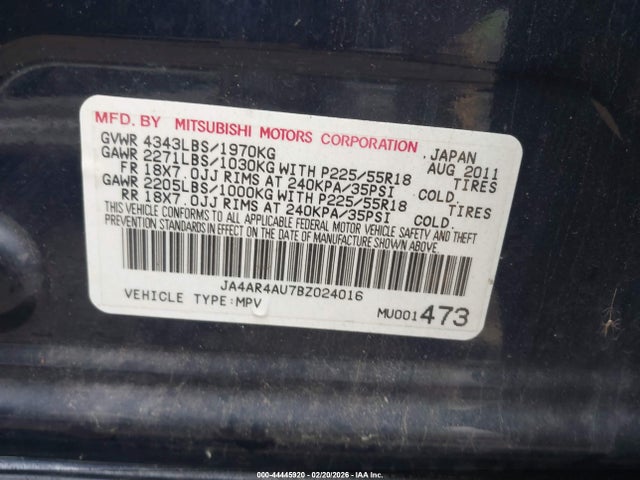 MFD. BY MITSUBISHI MOTORS CORPORATION, JAPAN
GVWR 4343LBS/1970KG AUG 2011
GAWR 2271LBS/1030KG WITH P225/55R18 TIRES
FR 18X7.0JJ RIMS AT 240KPA/35PSI COLD.
GAWR 2205LBS/1000KG WITH P225/55R18 TIRES
RR 18X7.0JJ RIMS AT 240KPA/35PSI COLD.
THIS VEHICLE CONFORMS TO ALL APPLICABLE FEDERAL MOTOR VEHICLE SAFETY AND THEFT
PREVENTION STANDARDS IN EFFECT ON THE DATE OF MANUFACTURE SHOWN ABOVE.
JA4AR4AU7BZ024016
VEHICLE TYPE:MPV MU001473
000-44445920 - 02/20/2026 - IAA Inc.